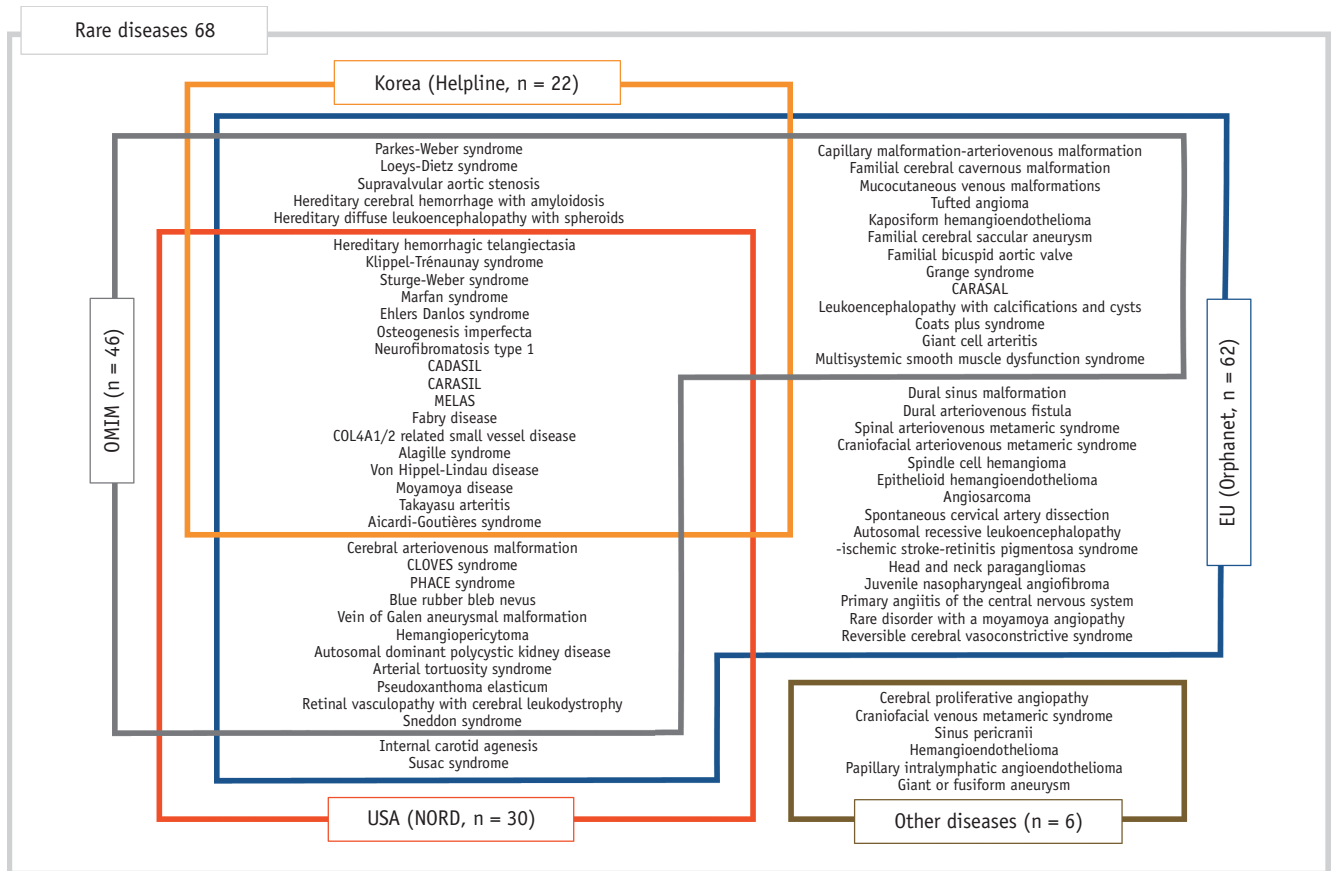 Rare diseases 68
Korea (Helpline, n = 22)
Parkes-Weber syndrome
Loeys-Dietz syndrome
Supravalvular aortic stenosis
Hereditary cerebral hemorrhage with amyloidosis
Hereditary diffuse leukoencephalopathy with spheroids
Hereditary hemorrhagic telangiectasia
Klippel-Trénaunay syndrome
Sturge-Weber syndrome
Marfan syndrome
Ehlers Danlos syndrome
Osteogenesis imperfecta
Neurofibromatosis type 1
CADASIL
CARASIL
MELAS
Fabry disease
COL4A1/2 related small vessel disease
Alagille syndrome
Von Hippel-Lindau disease
Moyamoya disease
Takayasu arteritis
Aicardi-Goutières syndrome
Cerebral arteriovenous malformation
CLOVES syndrome
PHACE syndrome
Blue rubber bleb nevus
Vein of Galen aneurysmal malformation
Hemangiopericytoma
Autosomal dominant polycystic kidney disease
Arterial tortuosity syndrome
Pseudoxanthoma elasticum
Retinal vasculopathy with cerebral leukodystrophy
Sneddon syndrome
Internal carotid agenesis
Susac syndrome
OMIM (n = 46)
USA (NORD, n = 30)
Capillary malformation-arteriovenous malformation
Familial cerebral cavernous malformation
Mucocutaneous venous malformations
Tufted angioma
Kaposiform hemangioendothelioma
Familial cerebral saccular aneurysm
Familial bicuspid aortic valve
Grange syndrome
CARASAL
Leukoencephalopathy with calcifications and cysts
Coats plus syndrome
Giant cell arteritis
Multisystemic smooth muscle dysfunction syndrome
Dural sinus malformation
Dural arteriovenous fistula
Spinal arteriovenous metameric syndrome
Craniofacial arteriovenous metameric syndrome
Spindle cell hemangioma
Epithelioid hemangioendothelioma
Angiosarcoma
Spontaneous cervical artery dissection
Autosomal recessive leukoencephalopathy
-ischemic stroke-retinitis pigmentosa syndrome
Head and neck paragangliomas
Juvenile nasopharyngeal angiofibroma
Primary angiitis of the central nervous system
Rare disorder with a moyamoya angiopathy
Reversible cerebral vasoconstrictive syndrome
EU (Orphanet, n = 62)
Cerebral proliferative angiopathy
Craniofacial venous metameric syndrome
Sinus pericranii
Hemangioendothelioma
Papillary intralymphatic angioendothelioma
Giant or fusiform aneurysm
Other diseases (n = 6)